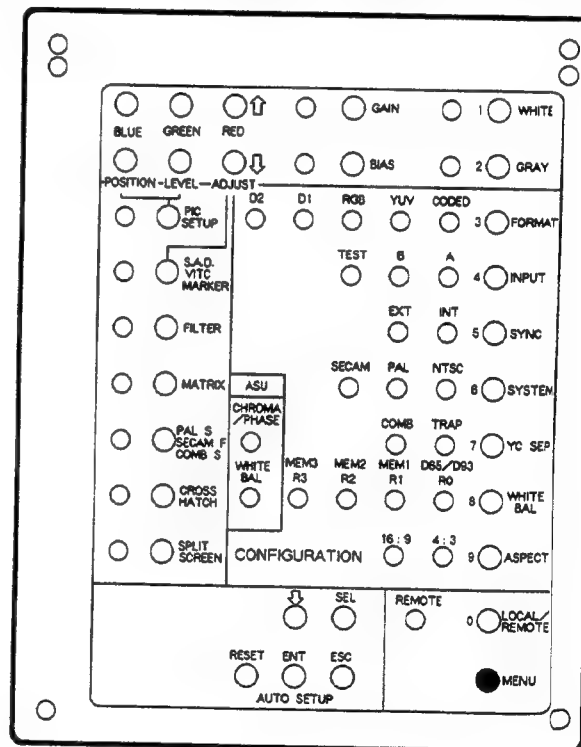 ⇧ GAIN 1 WHITE
BLUE GREEN RED
⇩ BIAS 2 GRAY
POSITION-LEVEL-ADJUST
D2 D1 RGB YUV CODED
PIC SETUP 3 FORMAT
TEST B A
S.A.D. VITC MARKER 4 INPUT
EXT INT
FILTER 5 SYNC
SECAM PAL NTSC
MATRIX ASU 6 SYSTEM
CHROMA/PHASE COMB TRAP
PAL S SECAM F COMB S 7 YC SEP
WHITE BAL MEM3 R3 MEM2 R2 MEM1 R1 D65/D93 R0
CROSS HATCH 8 WHITE BAL
16:9 4:3
SPLIT SCREEN CONFIGURATION 9 ASPECT
⇩ SEL REMOTE
0 LOCAL/REMOTE
RESET ENT ESC
MENU
AUTO SETUP